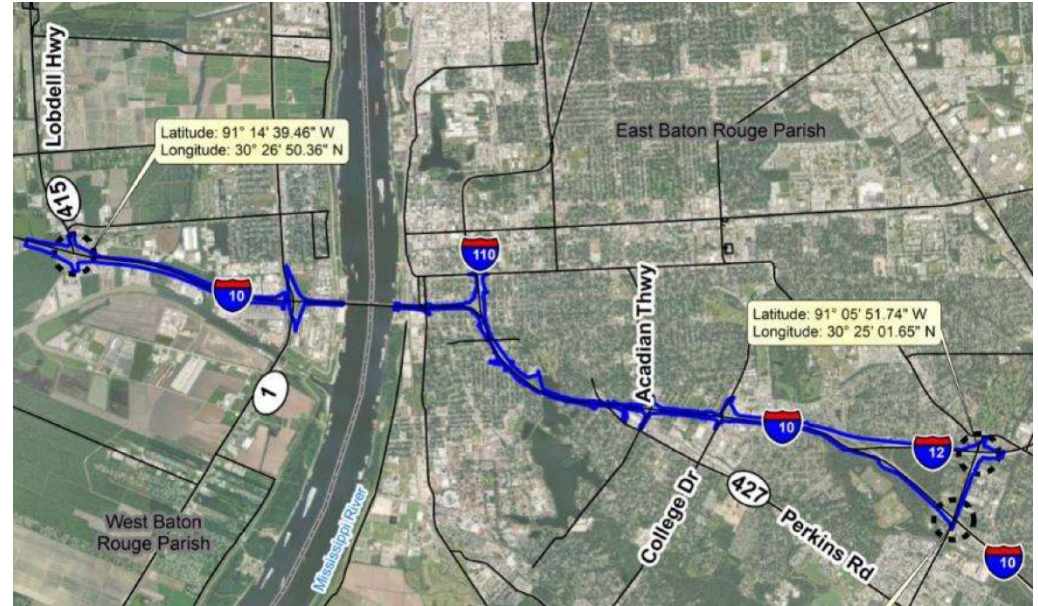 Lobdell Hwy
Latitude: 91° 14' 39.46" W
Longitude: 30° 26' 50.36" N
East Baton Rouge Parish
415
110
10
Acadian Thwy
Latitude: 91° 05' 51.74" W
Longitude: 30° 25' 01.65" N
1
10
12
College Dr
427
Perkins Rd
West Baton
Rouge Parish
Mississippi River
10